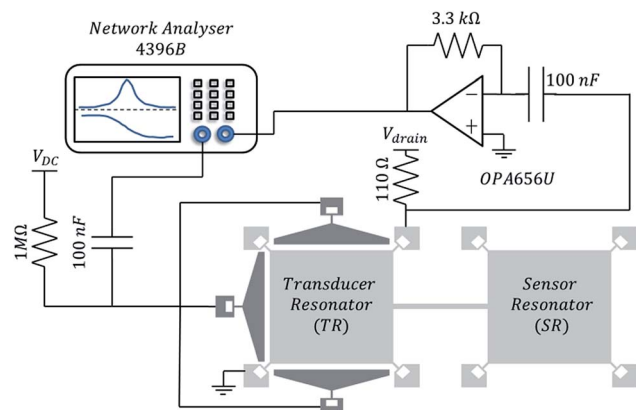 Network Analyser
4396B
3.3 kΩ
100 nF
−
+
OPA656U
V_DC
V_drain
110 Ω
1MΩ
100 nF
Transducer
Resonator
(TR)
Sensor
Resonator
(SR)